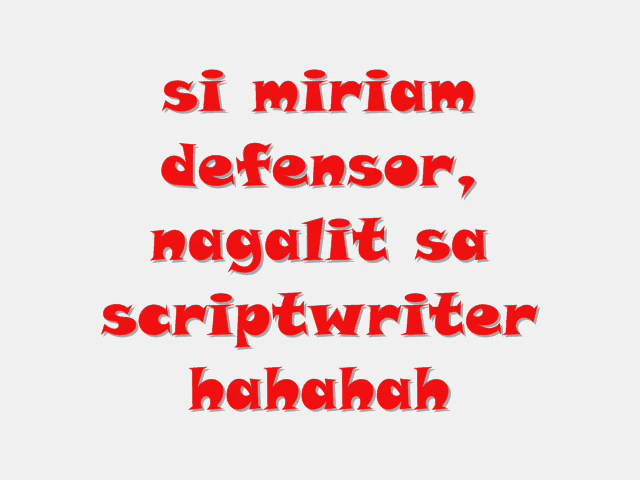 si miriam
defensor,
nagalit sa
scriptwriter
hahahah